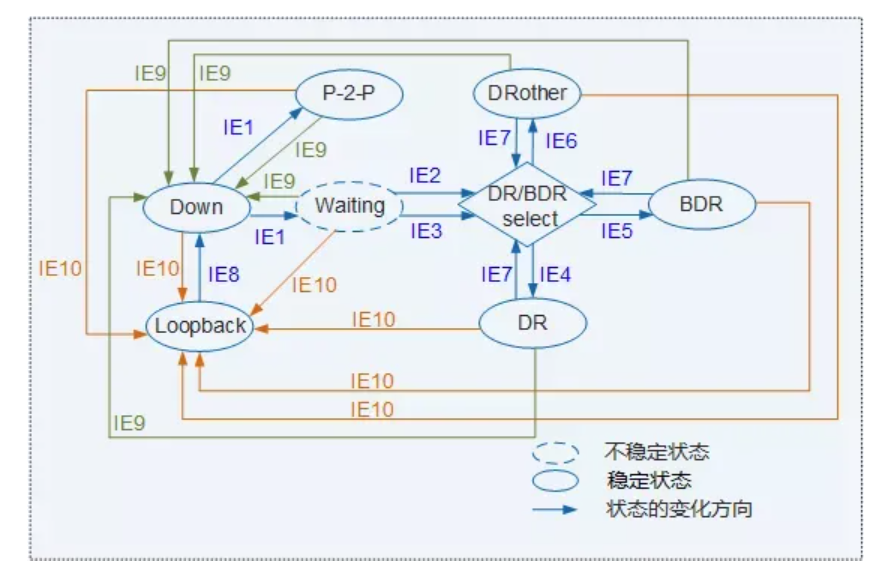 IE9
IE9
P-2-P
DRother
IE1
IE7
IE6
IE9
IE9
IE2
IE7
Down
Waiting
DR/BDR
select
BDR
IE1
IE3
IE5
IE10
IE10
IE8
IE10
IE7
IE4
Loopback
IE10
DR
IE10
IE10
IE9
不稳定状态
稳定状态
状态的变化方向